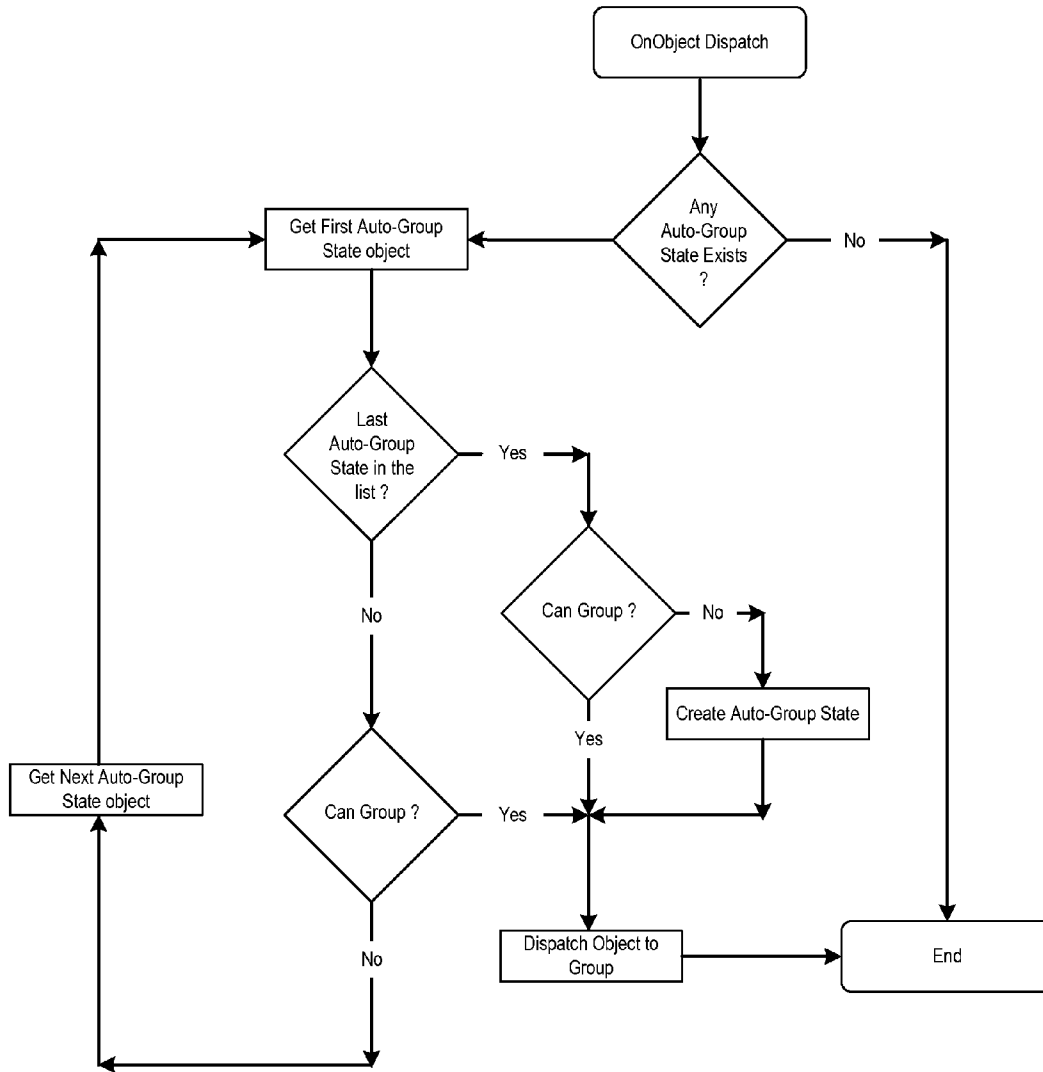 OnObject Dispatch
Any
Auto-Group
State Exists
?
No
Get First Auto-Group
State object
Last
Auto-Group
State in the
list ?
Yes
No
Can Group ?
No
Create Auto-Group State
Yes
Get Next Auto-Group
State object
Can Group ?
Yes
No
Dispatch Object to
Group
End